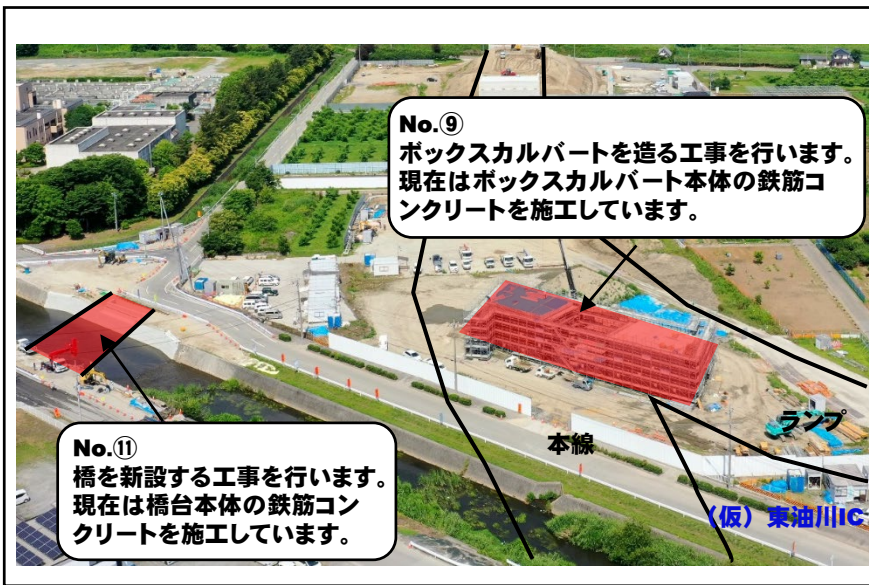 No.⑨
ボックスカルバートを造る工事を行います。
現在はボックスカルバート本体の鉄筋コ
ンクリートを施工しています。
No.⑪
橋を新設する工事を行います。
現在は橋台本体の鉄筋コン
クリートを施工しています。
本線
ランプ
（仮）東油川IC